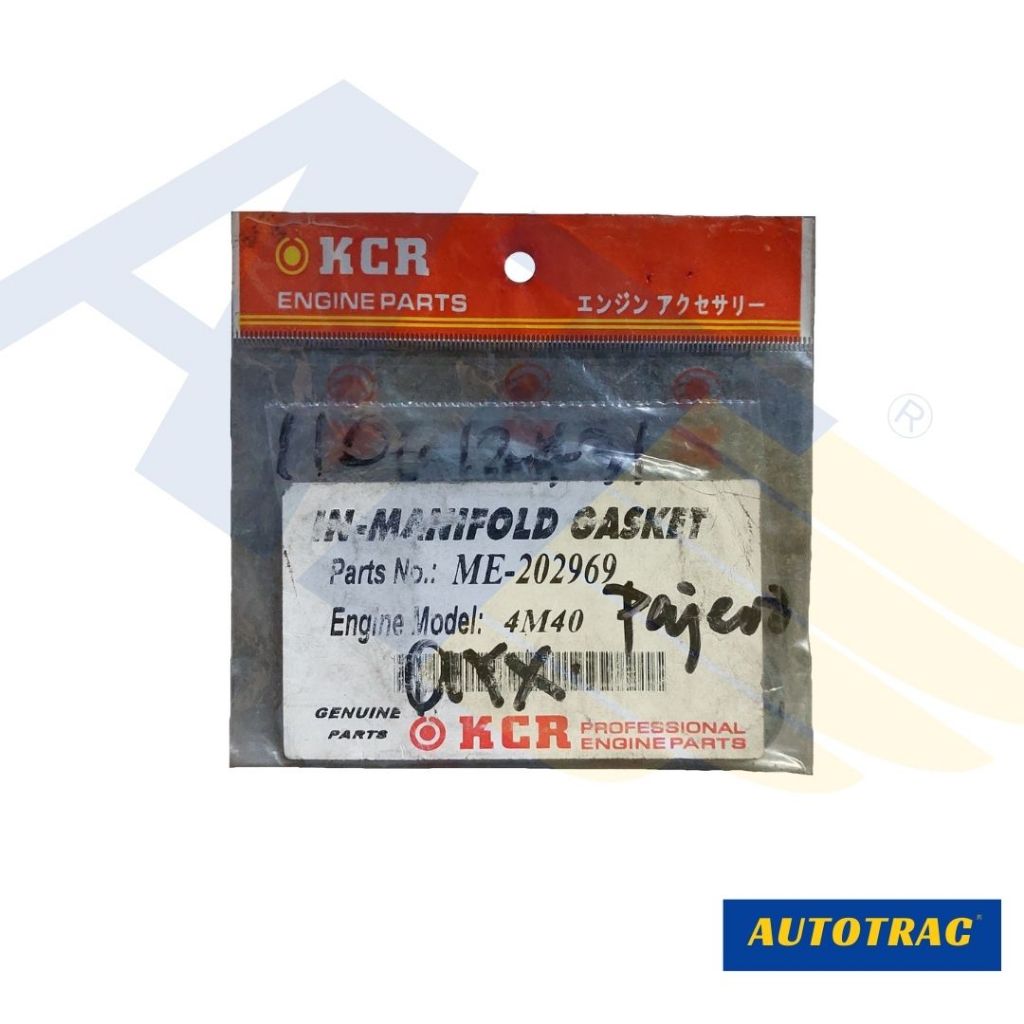 KCR
ENGINE PARTS エンジン アクセサリー
IN-MANIFOLD GASKET
Parts No.: ME-202969
Engine Model: 4M40 Pajero
GENUINE PARTS
KCR PROFESSIONAL ENGINE PARTS
®
AUTOTRAC®